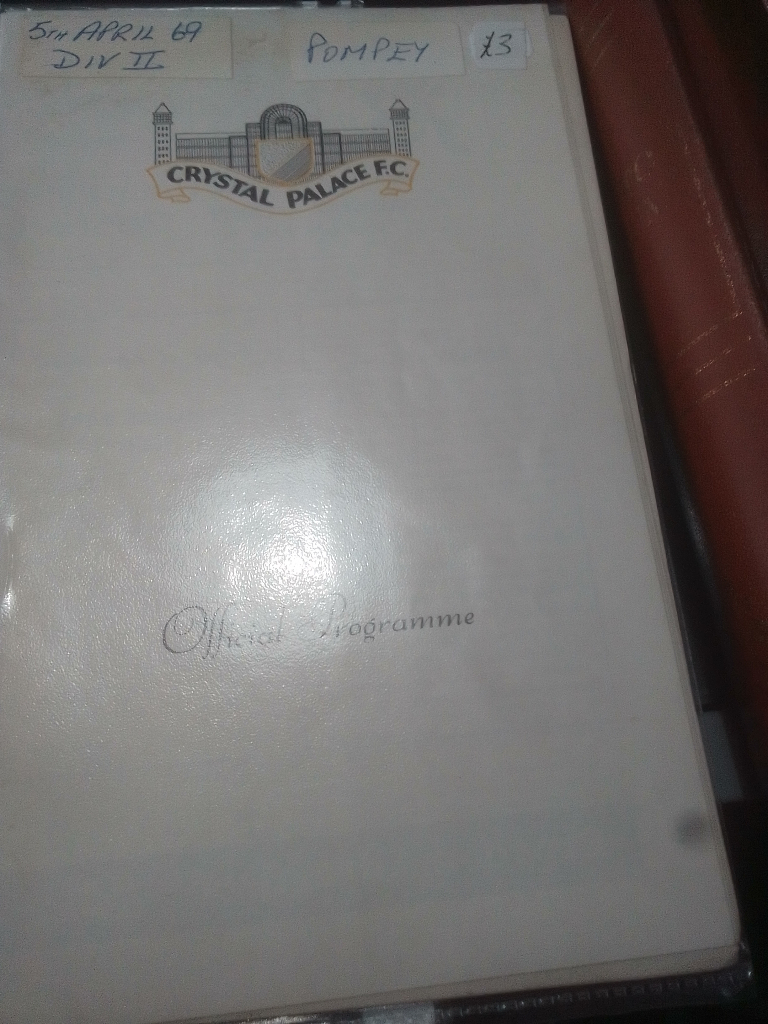 5TH APRIL 69
DIV II
POMPEY
£3
CRYSTAL PALACE F.C.
Official Programme